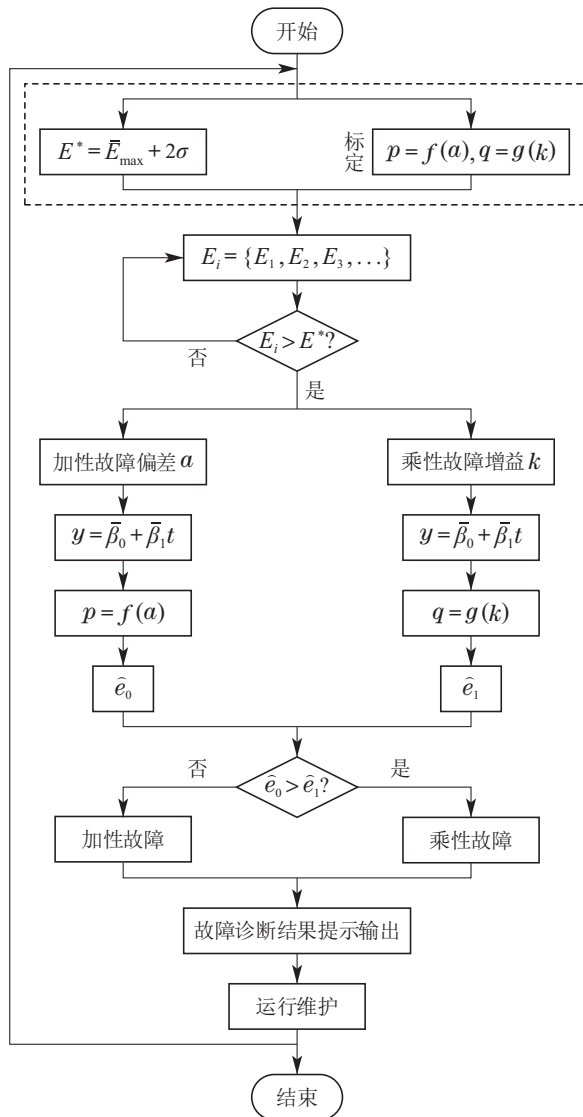 开始
E* = Ē_max + 2σ
标定
p = f(a), q = g(k)
E_i = {E_1, E_2, E_3, ...}
E_i > E*?
否
是
加性故障偏差 a
乘性故障增益 k
y = β̄_0 + β̄_1 t
y = β̄_0 + β̄_1 t
p = f(a)
q = g(k)
ê_0
ê_1
否
ê_0 > ê_1?
是
加性故障
乘性故障
故障诊断结果提示输出
运行维护
结束